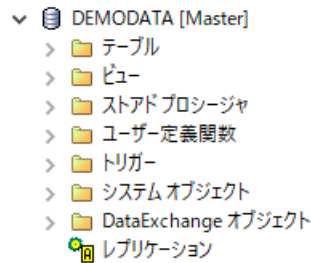 DEMODATA [Master]
テーブル
ビュー
ストアド プロシージャ
ユーザー定義関数
トリガー
システム オブジェクト
DataExchange オブジェクト
レプリケーション